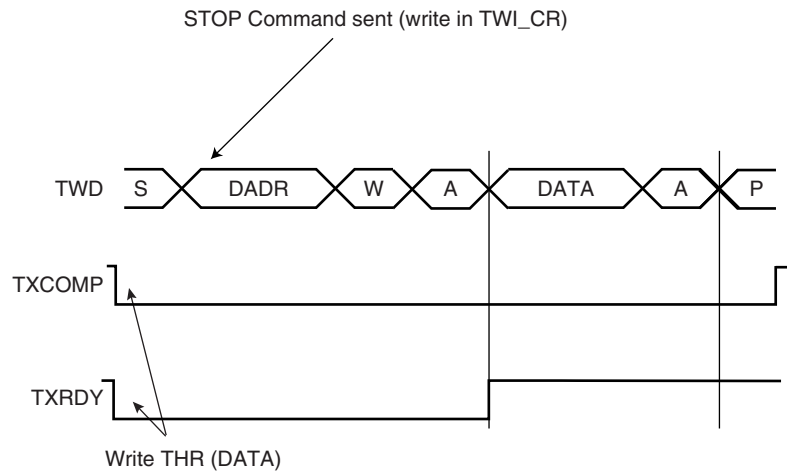 STOP Command sent (write in TWI_CR)
TWD S DADR W A DATA A P
TXCOMP
TXRDY
Write THR (DATA)